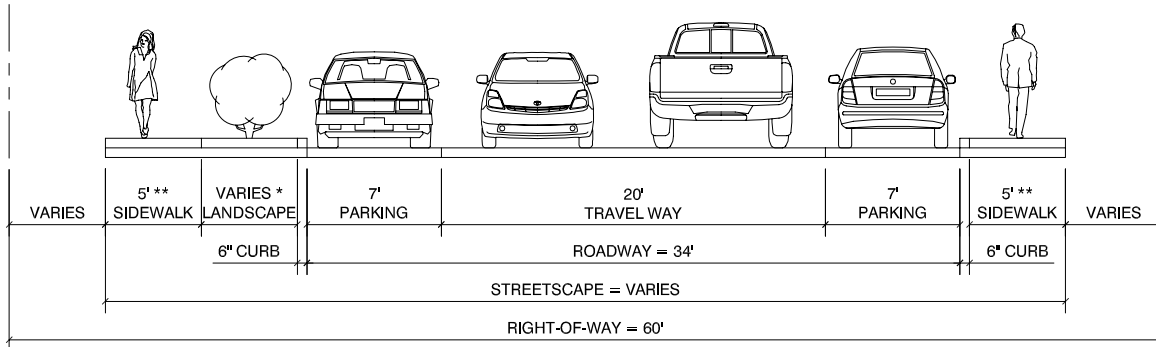 VARIES
5' **
SIDEWALK
VARIES *
LANDSCAPE
7'
PARKING
20'
TRAVEL WAY
7'
PARKING
5' **
SIDEWALK
VARIES
6" CURB
ROADWAY = 34'
6" CURB
STREETSCAPE = VARIES
RIGHT-OF-WAY = 60'